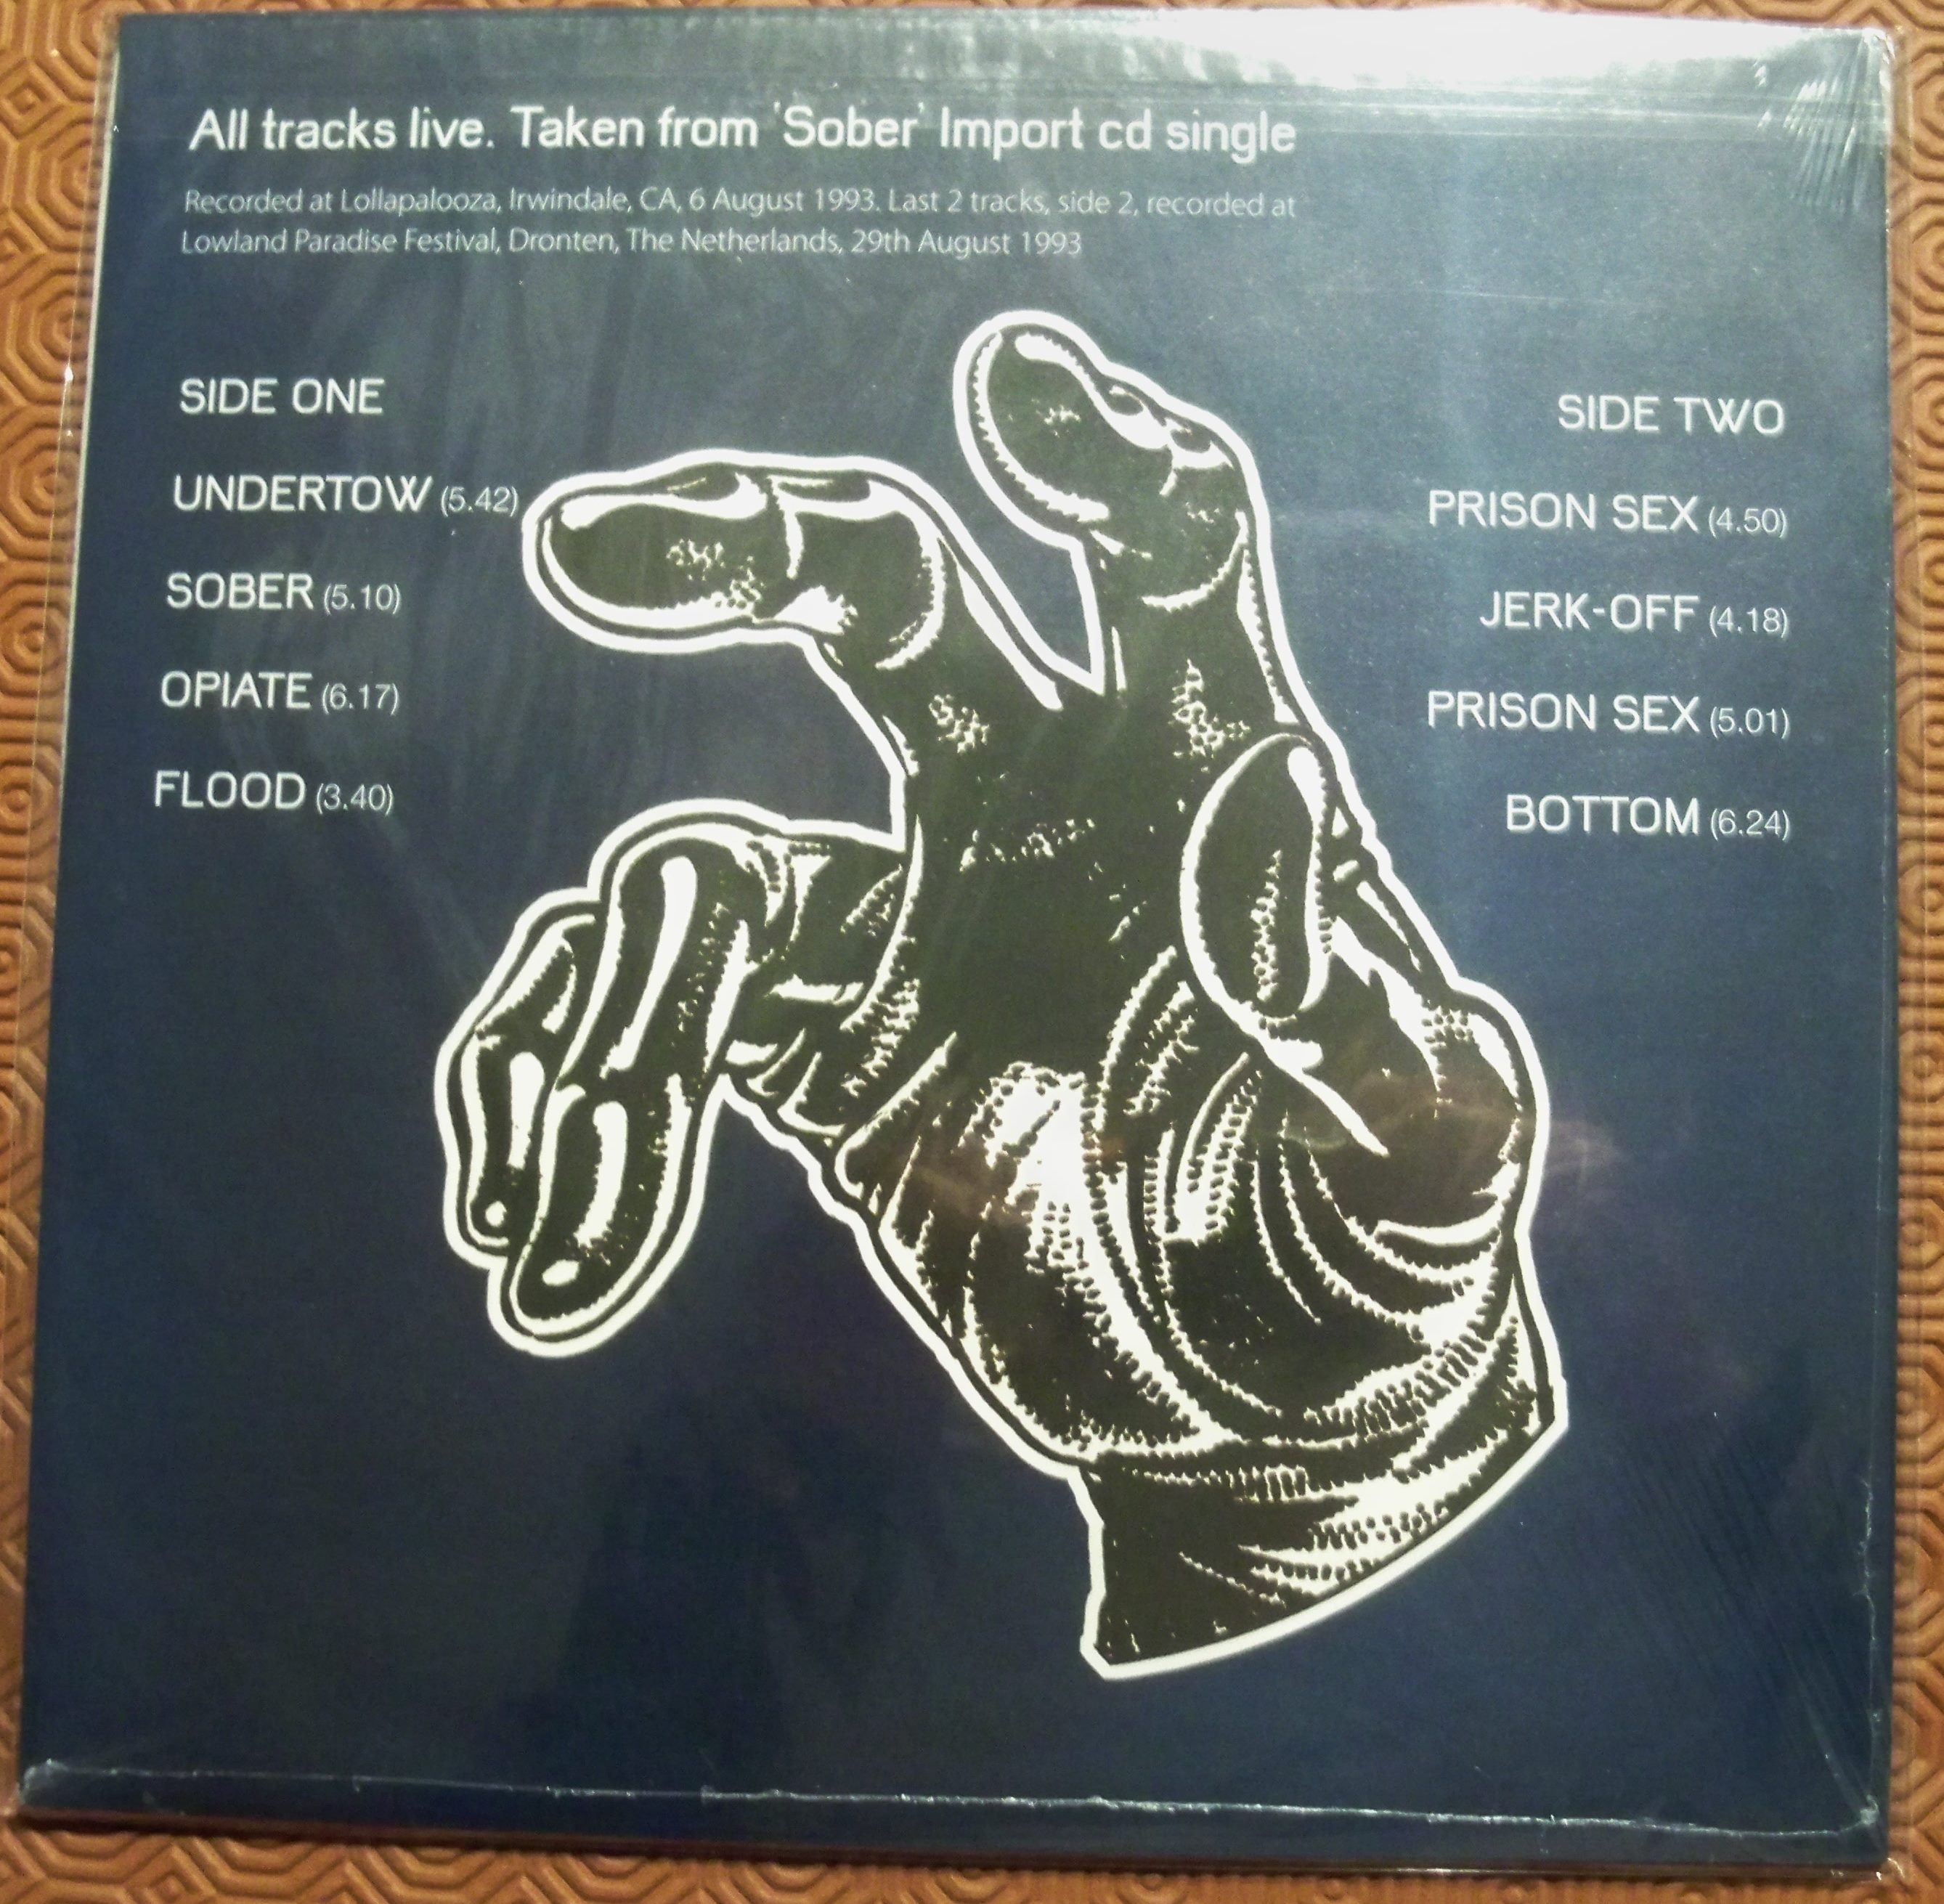 All tracks live. Taken from 'Sober' Import cd single
Recorded at Lollapalooza, Irwindale, CA, 6 August 1993. Last 2 tracks, side 2, recorded at
Lowland Paradise Festival, Dronten, The Netherlands, 29th August 1993
SIDE ONE
UNDERTOW (5.42)
SOBER (5.10)
OPIATE (6.17)
FLOOD (3.40)
SIDE TWO
PRISON SEX (4.50)
JERK-OFF (4.18)
PRISON SEX (5.01)
BOTTOM (6.24)